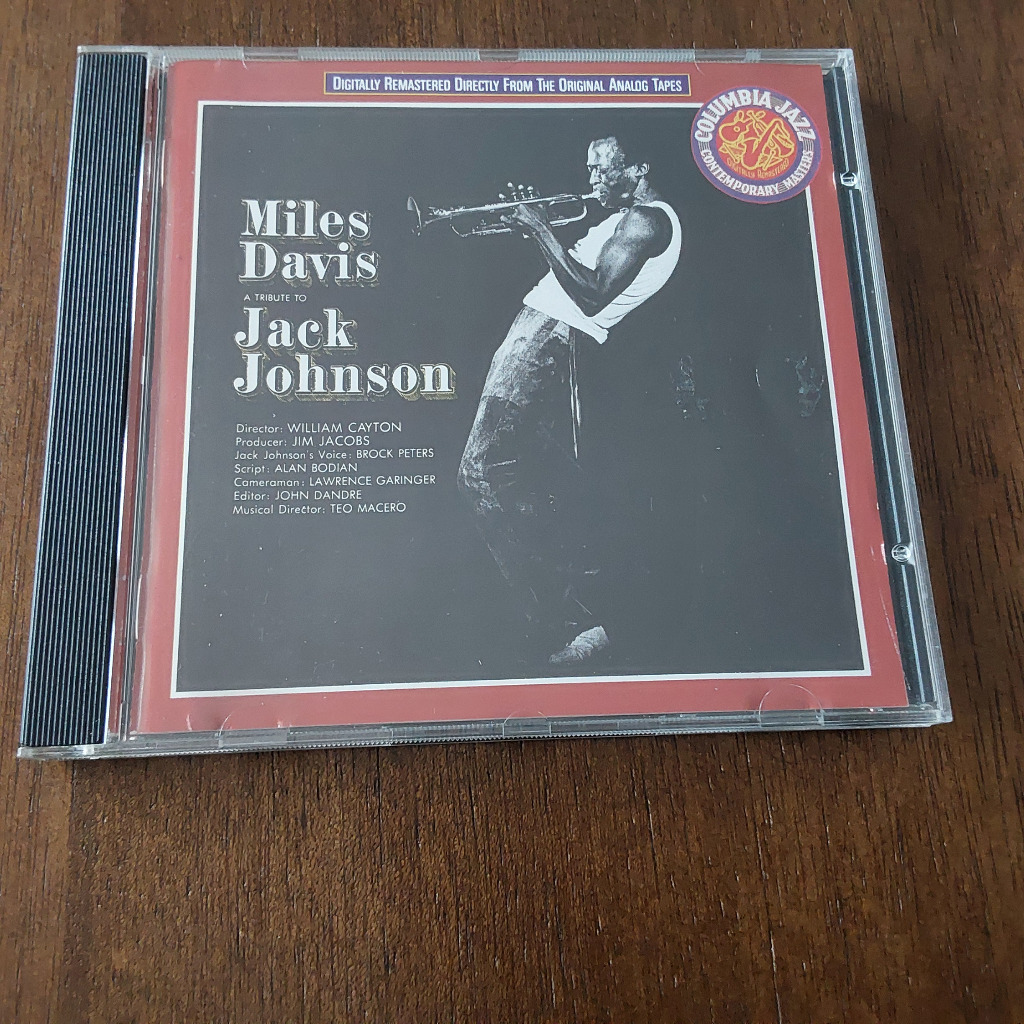 DIGITALLY REMASTERED DIRECTLY FROM THE ORIGINAL ANALOG TAPES
COLUMBIA JAZZ
DIGITALLY REMASTERED
CONTEMPORARY MASTERS
Miles
Davis
A TRIBUTE TO
Jack
Johnson
Director: WILLIAM CAYTON
Producer: JIM JACOBS
Jack Johnson's Voice: BROCK PETERS
Script: ALAN BODIAN
Cameraman: LAWRENCE GARINGER
Editor: JOHN DANDRE
Musical Director: TEO MACERO